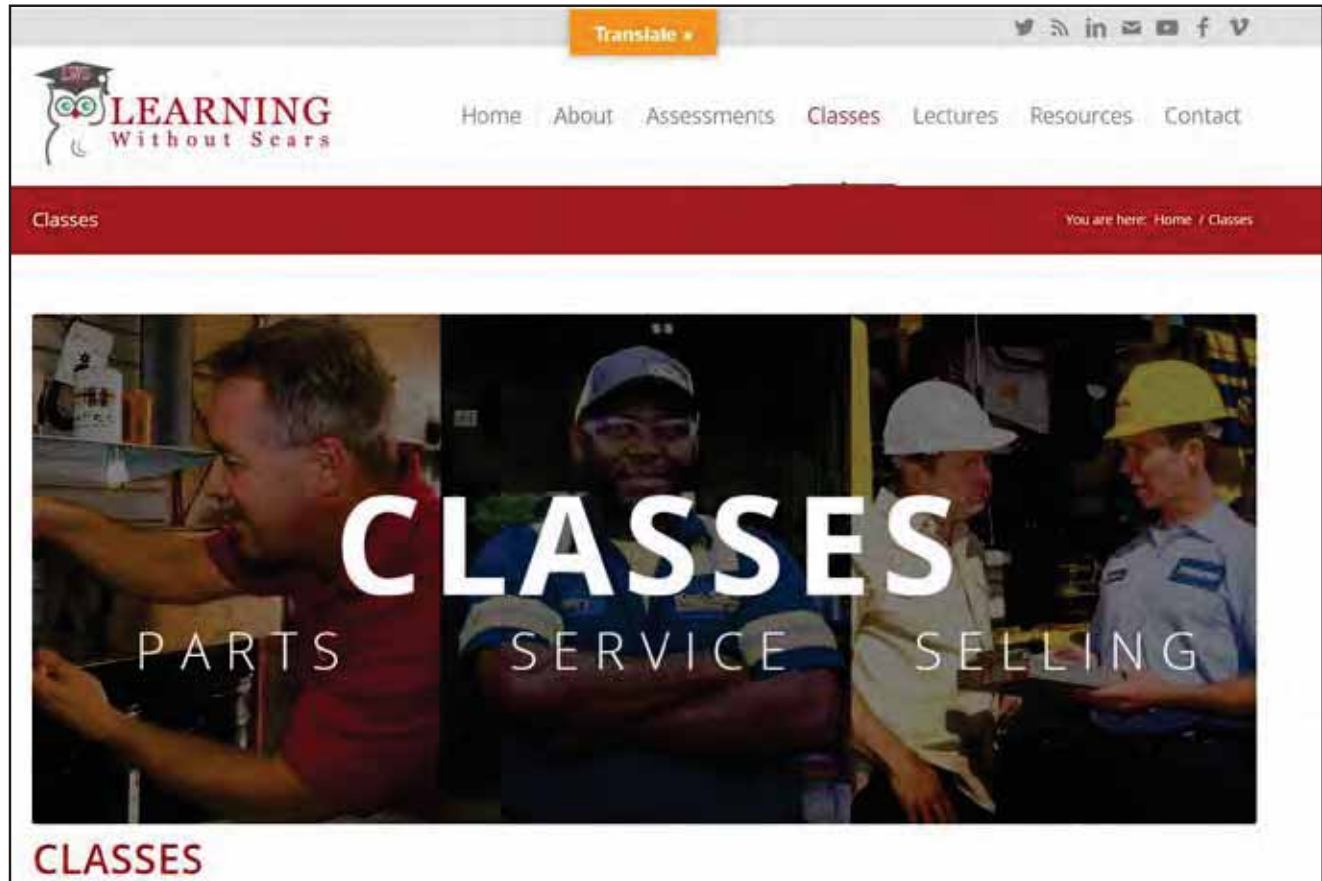 Translate »
LWS
LEARNING
Without Scars
Home About Assessments Classes Lectures Resources Contact
Classes
You are here: Home / Classes
CLASSES
PARTS SERVICE SELLING
CLASSES